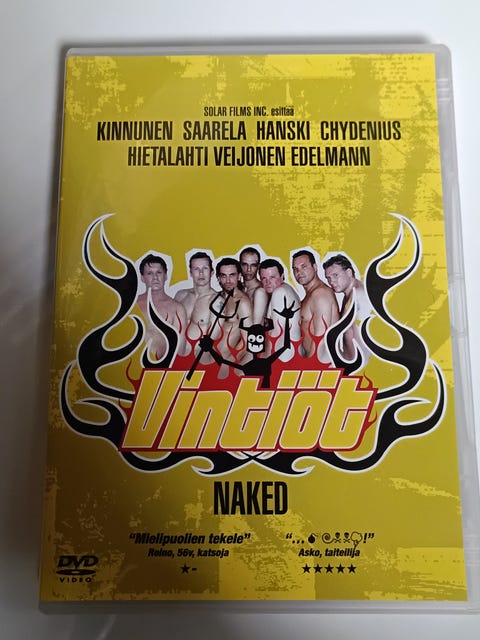 SOLAR FILMS INC. esittää
KINNUNEN SAARELA HANSKI CHYDENIUS
HIETALAHTI VEIJONEN EDELMANN
Vintiöt
NAKED
"Mielipuolien tekele"
Reino, 56v, katsoja
★-
"...💣@☠☠🗯!"
Asko, taiteilija
★★★★★
DVD
VIDEO